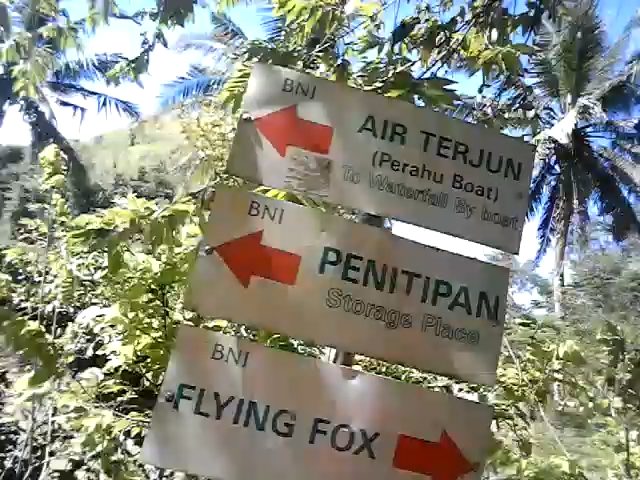 BNI
AIR TERJUN
(Perahu Boat)
To Waterfall By boat
BNI
PENITIPAN
Storage Place
BNI
FLYING FOX